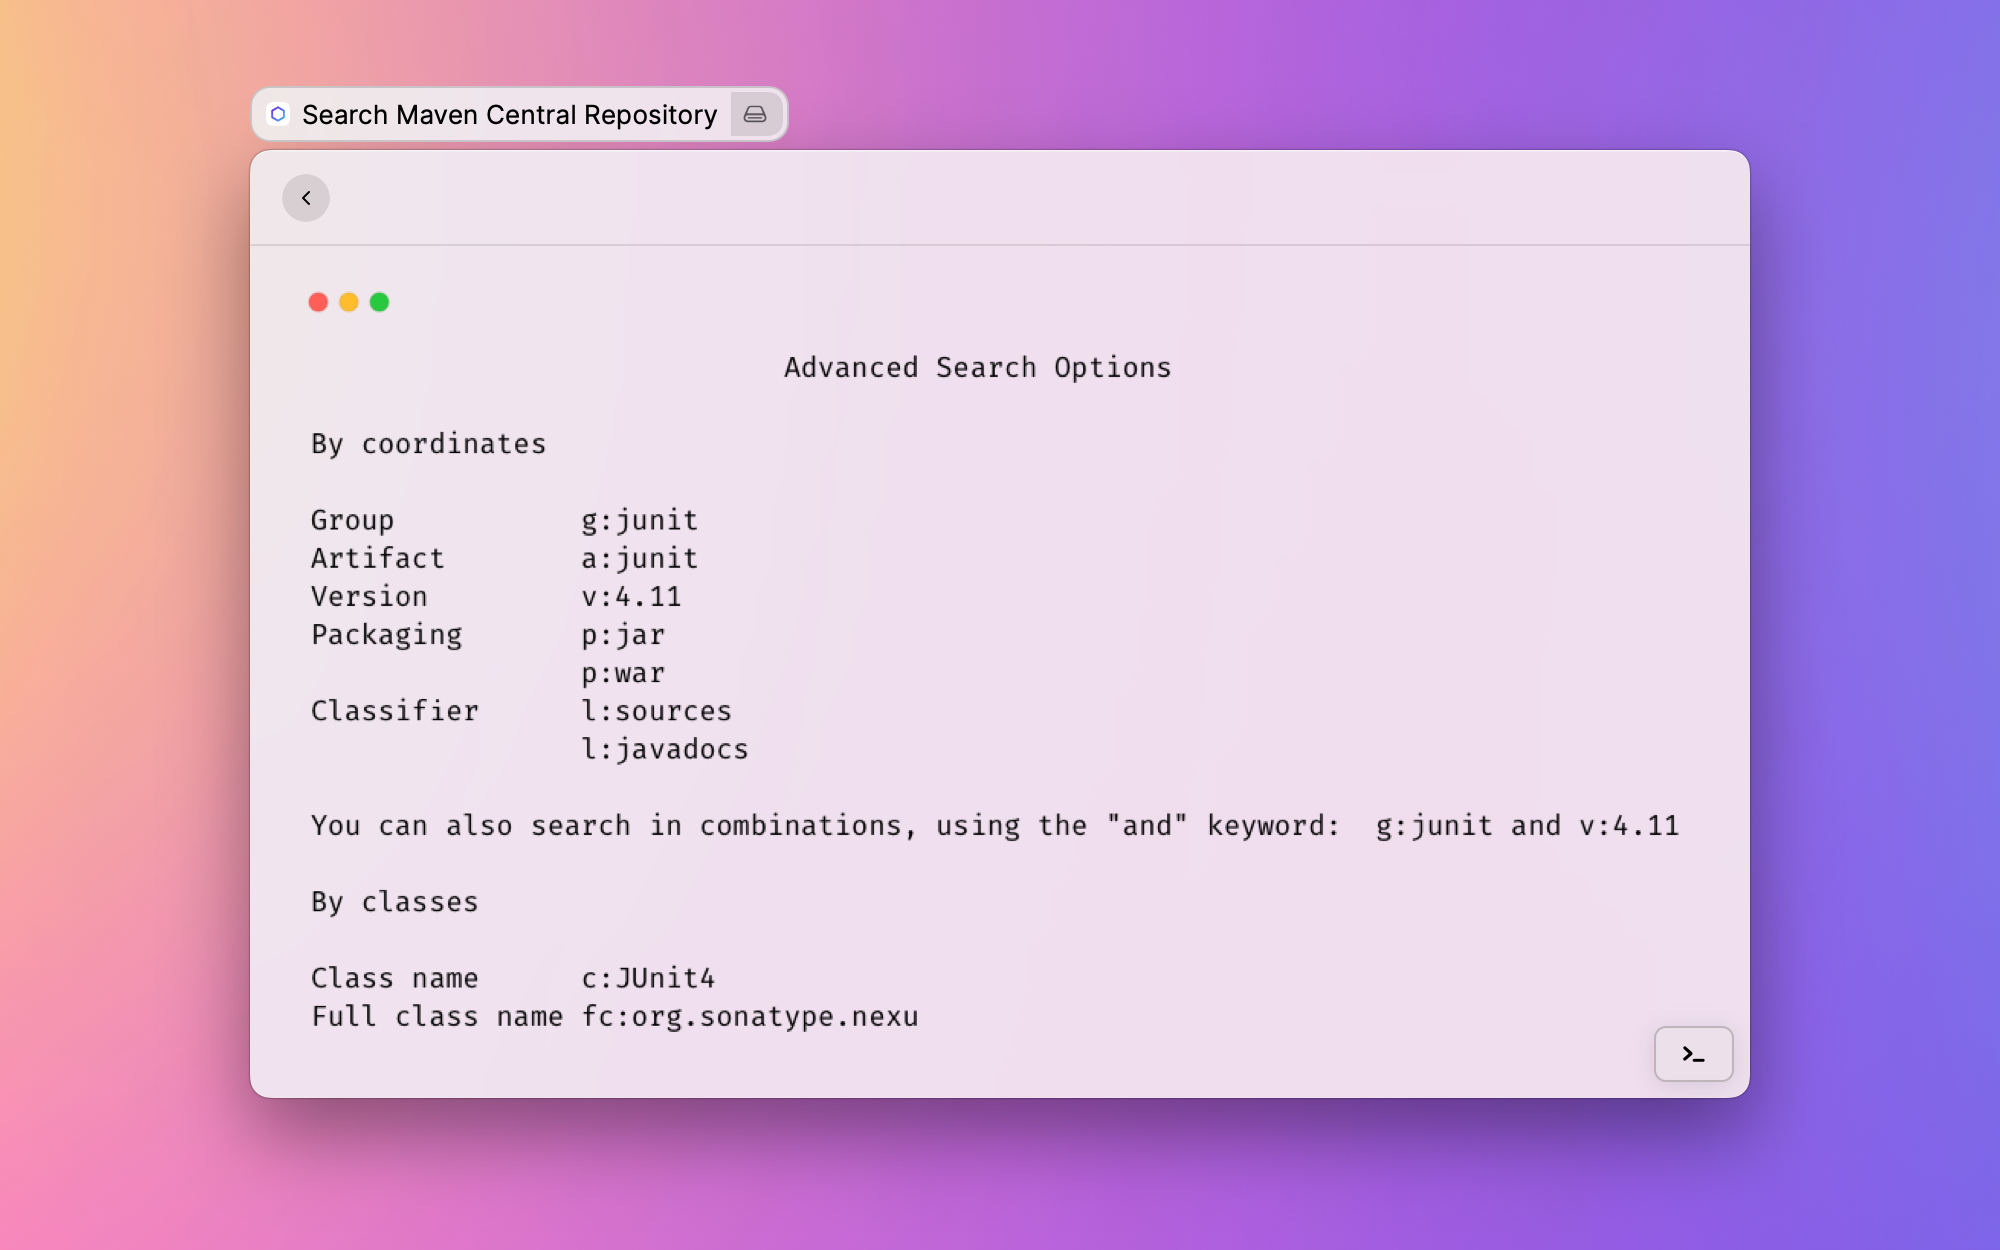 Search Maven Central Repository
Advanced Search Options
By coordinates
Group g:junit
Artifact a:junit
Version v:4.11
Packaging p:jar
p:war
Classifier l:sources
l:javadocs
You can also search in combinations, using the "and" keyword: g:junit and v:4.11
By classes
Class name c:JUnit4
Full class name fc:org.sonatype.nexu
>_